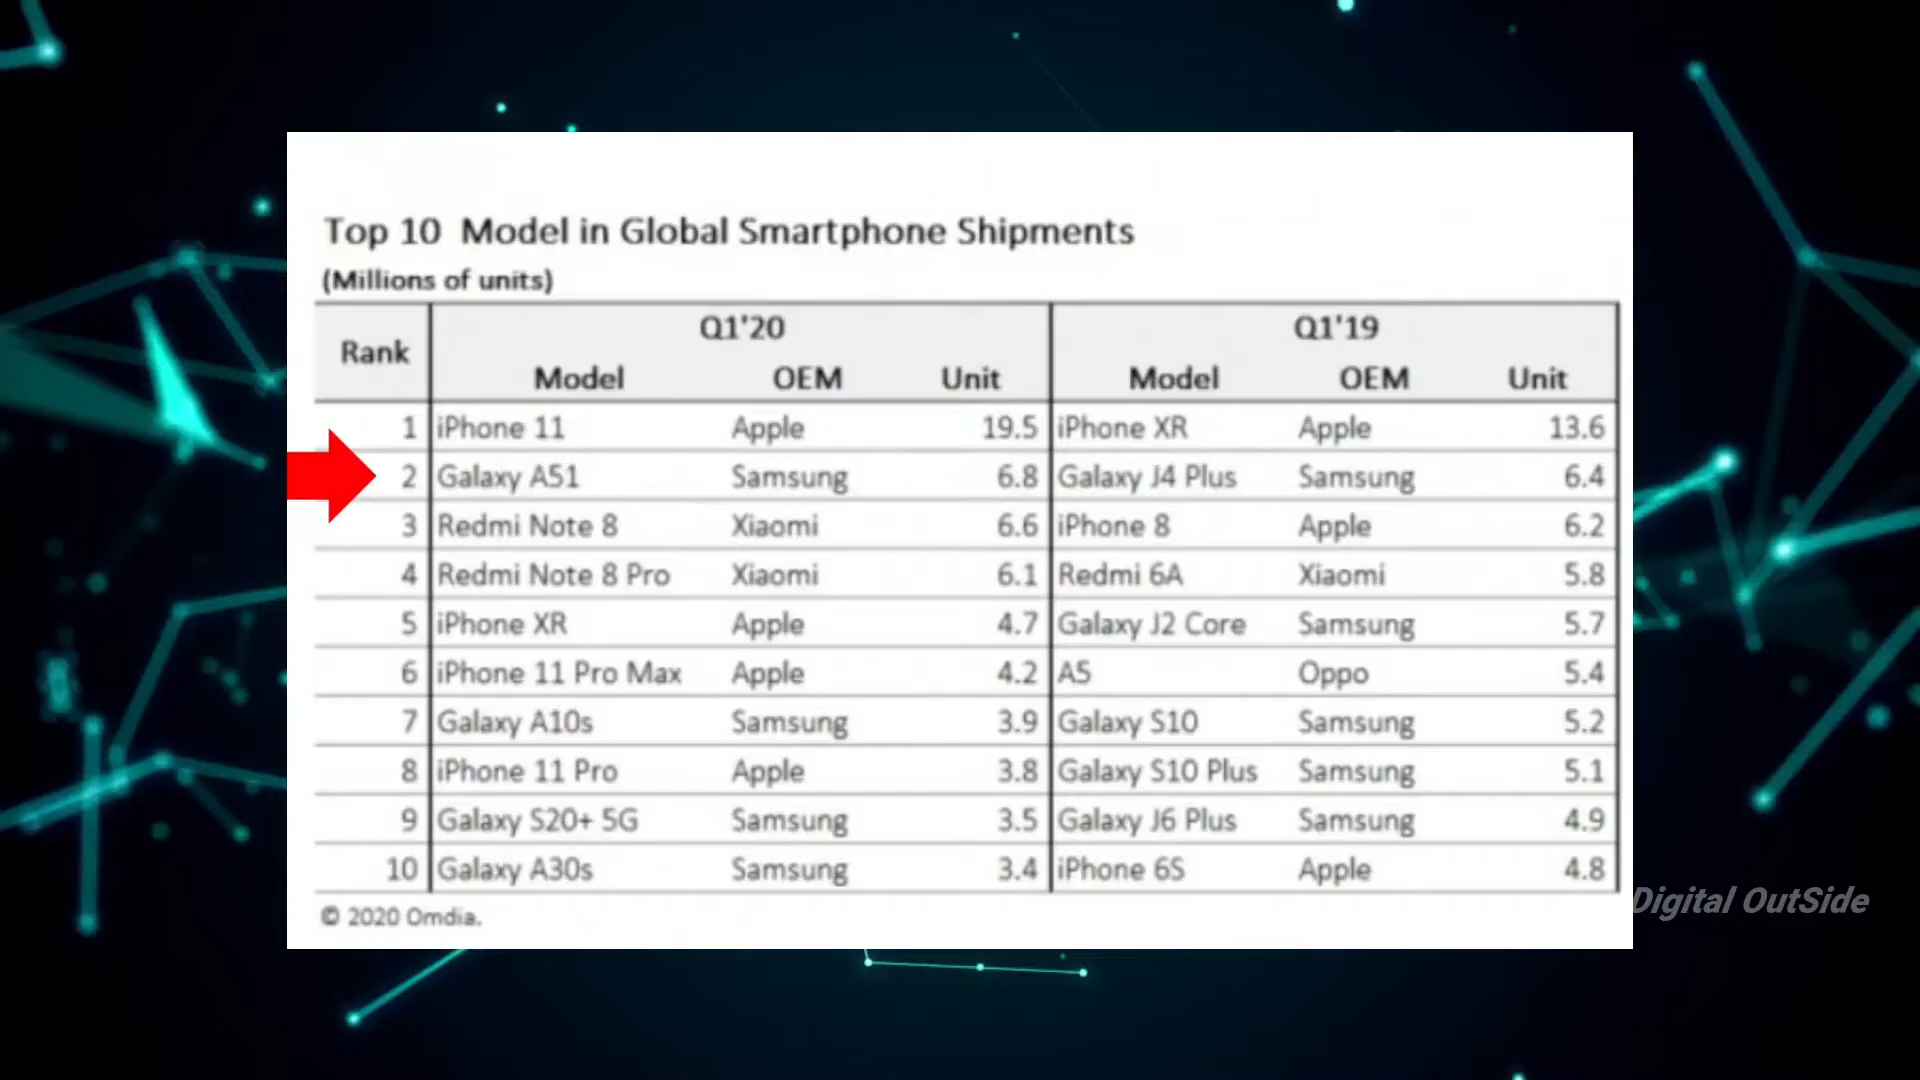 Top 10 Model in Global Smartphone Shipments
(Millions of units)
Rank Q1'20 Q1'19
Model OEM Unit Model OEM Unit
1 iPhone 11 Apple 19.5 iPhone XR Apple 13.6
2 Galaxy A51 Samsung 6.8 Galaxy J4 Plus Samsung 6.4
3 Redmi Note 8 Xiaomi 6.6 iPhone 8 Apple 6.2
4 Redmi Note 8 Pro Xiaomi 6.1 Redmi 6A Xiaomi 5.8
5 iPhone XR Apple 4.7 Galaxy J2 Core Samsung 5.7
6 iPhone 11 Pro Max Apple 4.2 A5 Oppo 5.4
7 Galaxy A10s Samsung 3.9 Galaxy S10 Samsung 5.2
8 iPhone 11 Pro Apple 3.8 Galaxy S10 Plus Samsung 5.1
9 Galaxy S20+ 5G Samsung 3.5 Galaxy J6 Plus Samsung 4.9
10 Galaxy A30s Samsung 3.4 iPhone 6S Apple 4.8
© 2020 Omdia.
Digital OutSide